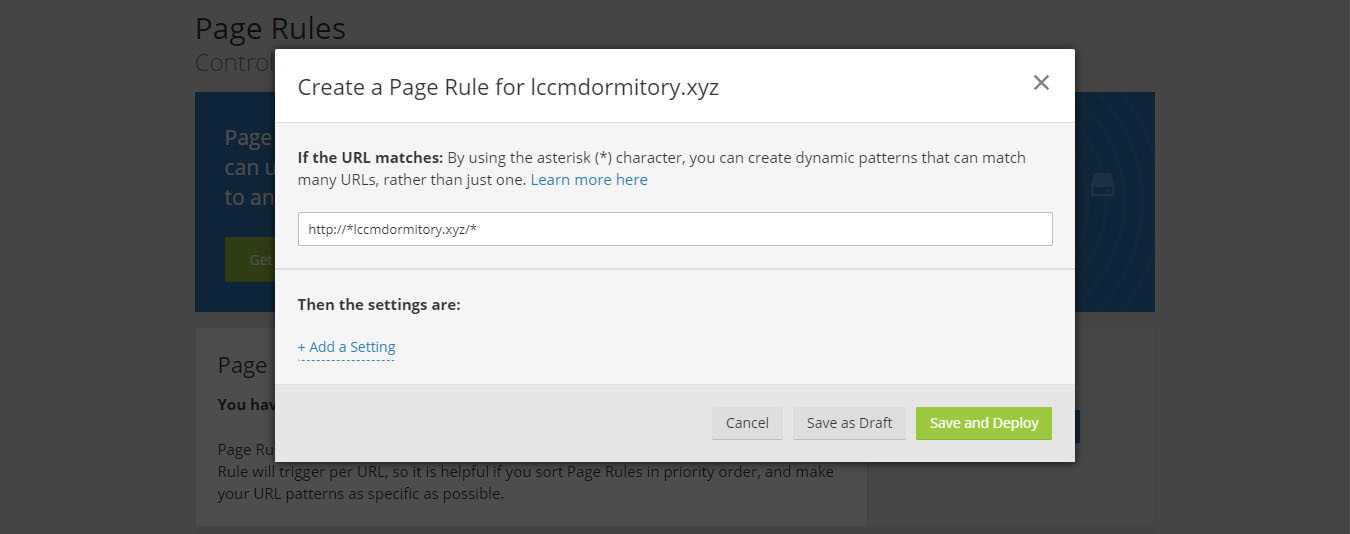 Page Rules
Control
Page
can u
to an
Get
Create a Page Rule for lccmdormitory.xyz
If the URL matches: By using the asterisk (*) character, you can create dynamic patterns that can match
many URLs, rather than just one. Learn more here
http://*lccmdormitory.xyz/*
Then the settings are:
+ Add a Setting
Cancel
Save as Draft
Save and Deploy
Page
You hav
Page Ru
Rule will trigger per URL, so it is helpful if you sort Page Rules in priority order, and make
your URL patterns as specific as possible.